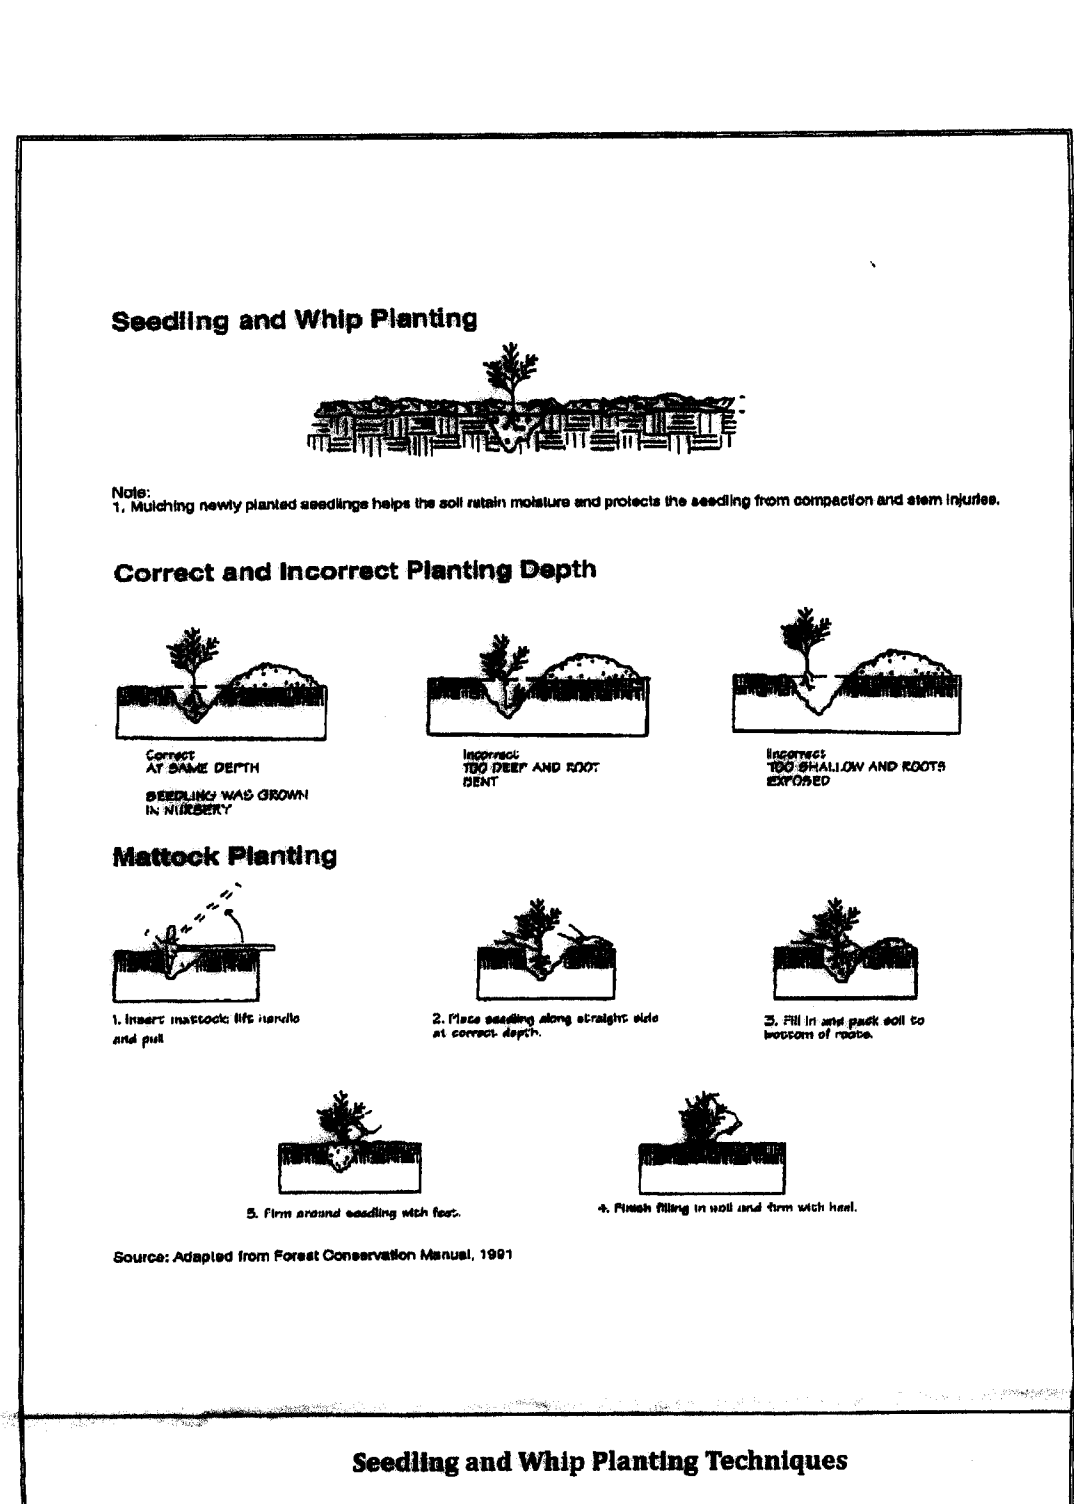 Seedling and Whip Planting
Note:
1. Mulching newly planted seedlings helps the soil retain moisture and protects the seedling from compaction and stem injuries.
Correct and Incorrect Planting Depth
Correct
AT SAME DEPTH
SEEDLING WAS GROWN
IN NURSERY
Incorrect
TOO DEEP AND ROOT
BENT
Incorrect
TOO SHALLOW AND ROOTS
EXPOSED
Mattock Planting
1. Insert mattock; lift handle
and pull
2. Place seedling along straight side
at correct depth.
3. Fill in and pack soil to
bottom of roots.
5. Firm around seedling with feet.
4. Finish filling in soil and firm with heel.
Source: Adapted from Forest Conservation Manual, 1991
Seedling and Whip Planting Techniques